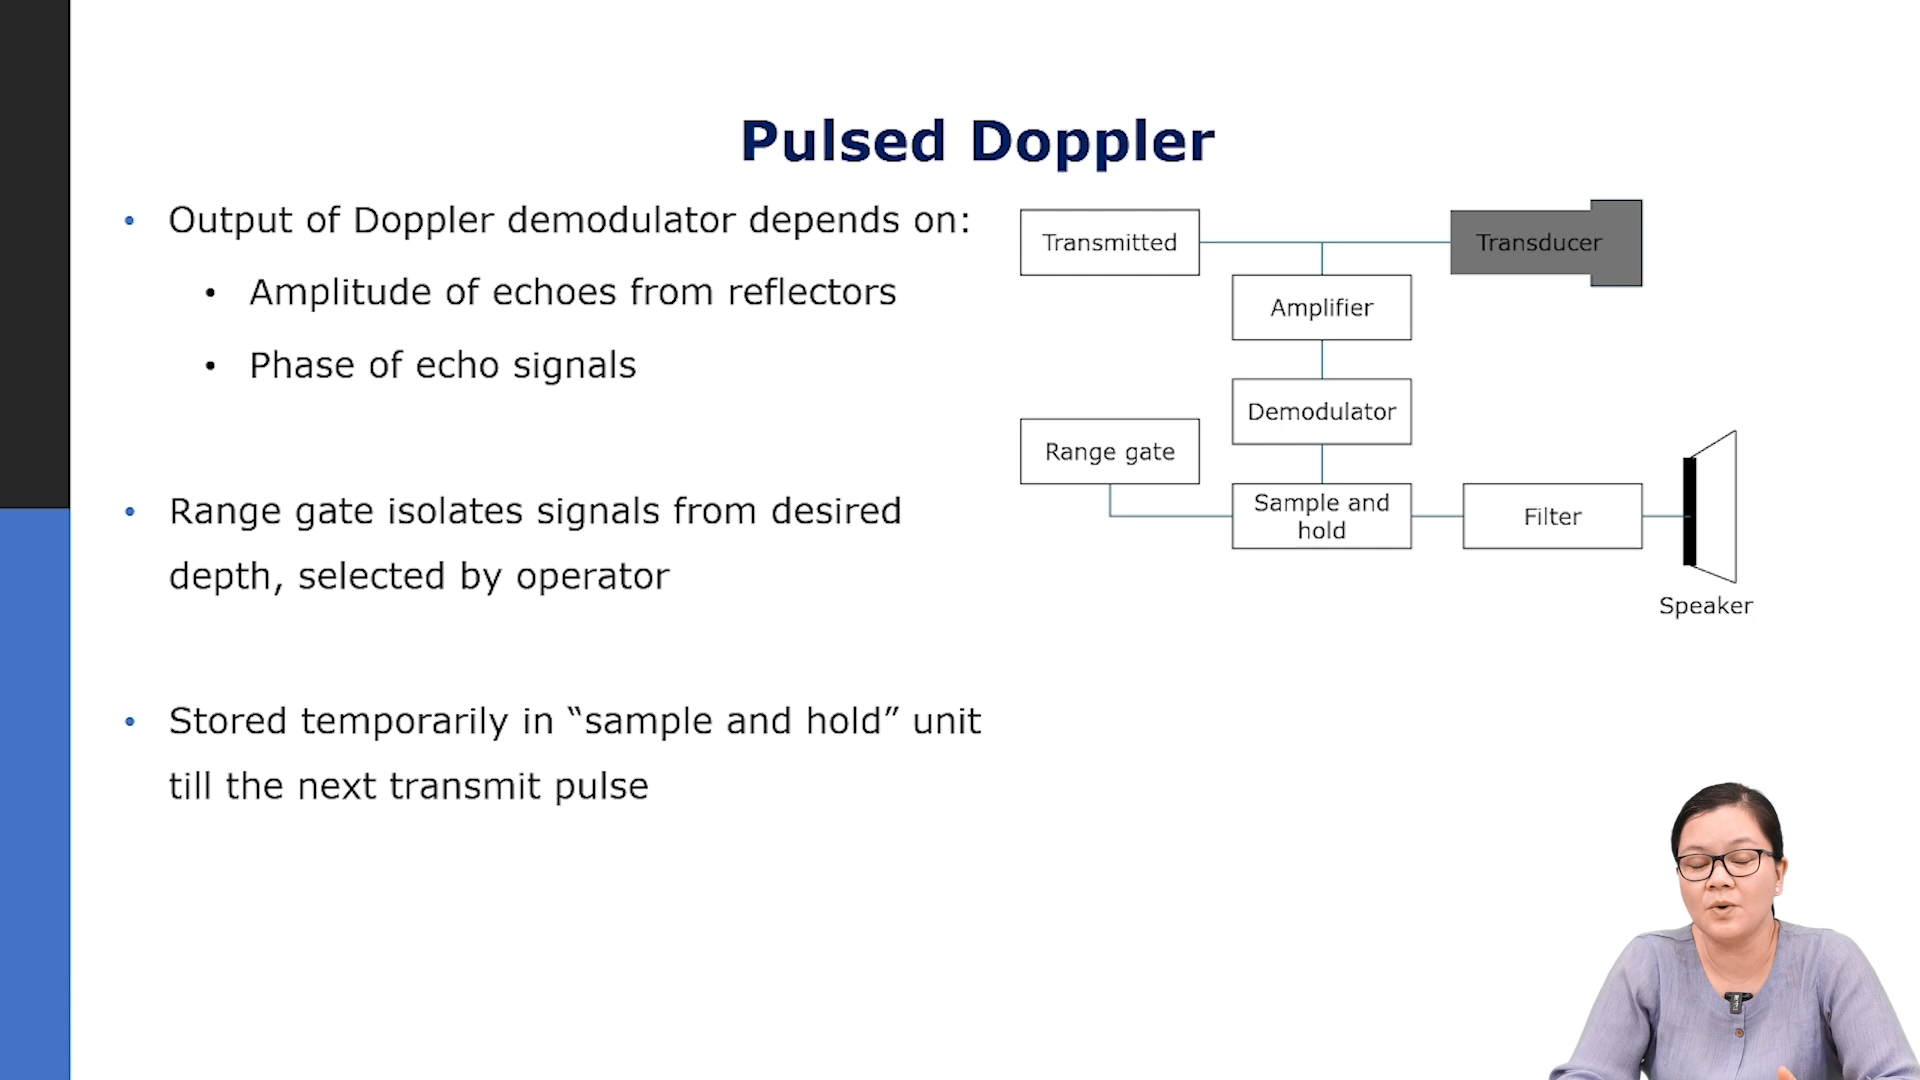 Pulsed Doppler
• Output of Doppler demodulator depends on:
• Amplitude of echoes from reflectors
• Phase of echo signals
• Range gate isolates signals from desired
depth, selected by operator
• Stored temporarily in “sample and hold” unit
till the next transmit pulse
Transmitted
Transducer
Amplifier
Demodulator
Range gate
Sample and
hold
Filter
Speaker